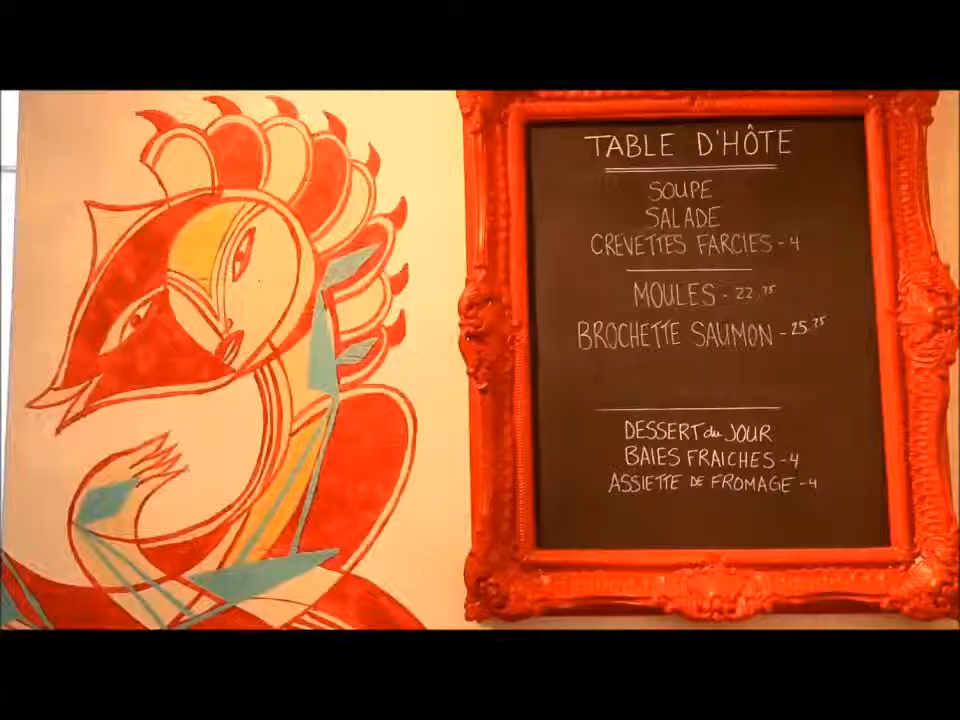 TABLE D'HÔTE
SOUPE
SALADE
CREVETTES FARCIES - 4
MOULES - 22.75
BROCHETTE SAUMON - 25.75
DESSERT du JOUR
BAIES FRAICHES - 4
ASSIETTE DE FROMAGE - 4